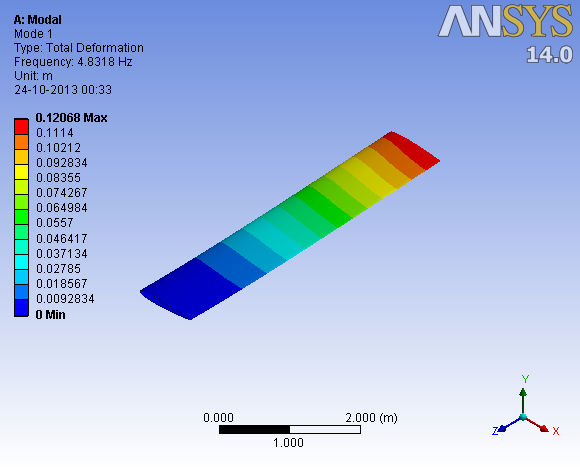 A: Modal
Mode 1
Type: Total Deformation
Frequency: 4.8318 Hz
Unit: m
24-10-2013 00:33
ANSYS
14.0
0.12068 Max
0.1114
0.10212
0.092834
0.08355
0.074267
0.064984
0.0557
0.046417
0.037134
0.02785
0.018567
0.0092834
0 Min
0.000
2.000 (m)
1.000
Y
Z
X